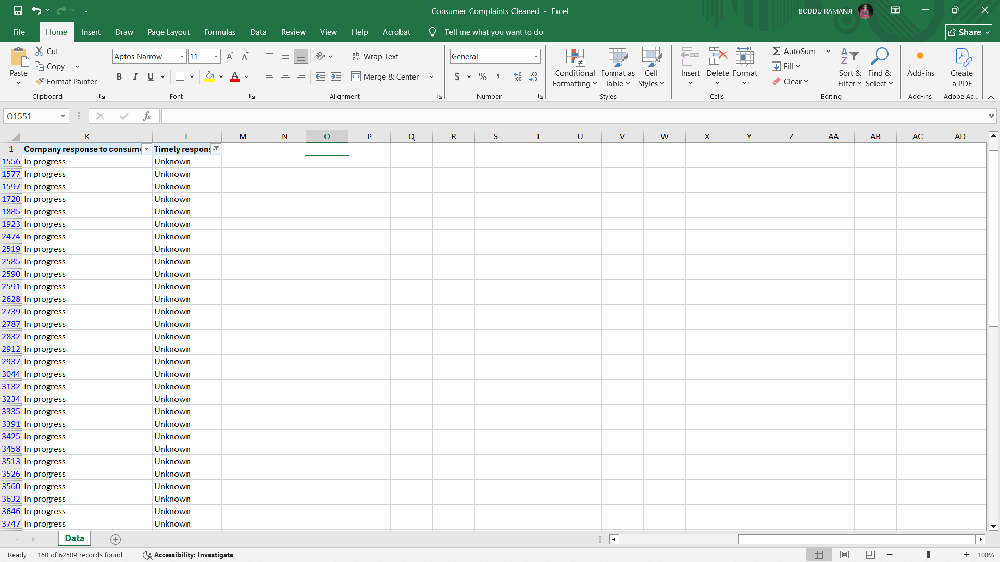 Consumer_Complaints_Cleaned - Excel
BODDU RAMANJI
File Home Insert Draw Page Layout Formulas Data Review View Help Acrobat Tell me what you want to do
Share
Paste
Cut
Copy
Format Painter
Clipboard
Aptos Narrow 11
B I U
Font
Wrap Text
Merge & Center
Alignment
General
$ % ,
Number
Conditional Formatting
Format as Table
Cell Styles
Styles
Insert Delete Format
Cells
AutoSum
Fill
Clear
Sort & Filter
Find & Select
Editing
Add-ins
Add-ins
Create a PDF
Adobe Ac...
O1551
fx
K L M N O P Q R S T U V W X Y Z AA AB AC AD
1 Company response to consume Timely respons
1556 In progress Unknown
1577 In progress Unknown
1597 In progress Unknown
1720 In progress Unknown
1885 In progress Unknown
1923 In progress Unknown
2474 In progress Unknown
2519 In progress Unknown
2585 In progress Unknown
2590 In progress Unknown
2591 In progress Unknown
2628 In progress Unknown
2739 In progress Unknown
2787 In progress Unknown
2832 In progress Unknown
2912 In progress Unknown
2937 In progress Unknown
3044 In progress Unknown
3132 In progress Unknown
3234 In progress Unknown
3335 In progress Unknown
3391 In progress Unknown
3425 In progress Unknown
3458 In progress Unknown
3513 In progress Unknown
3526 In progress Unknown
3560 In progress Unknown
3632 In progress Unknown
3646 In progress Unknown
3747 In progress Unknown
Data
Ready 160 of 62509 records found Accessibility: Investigate 100%